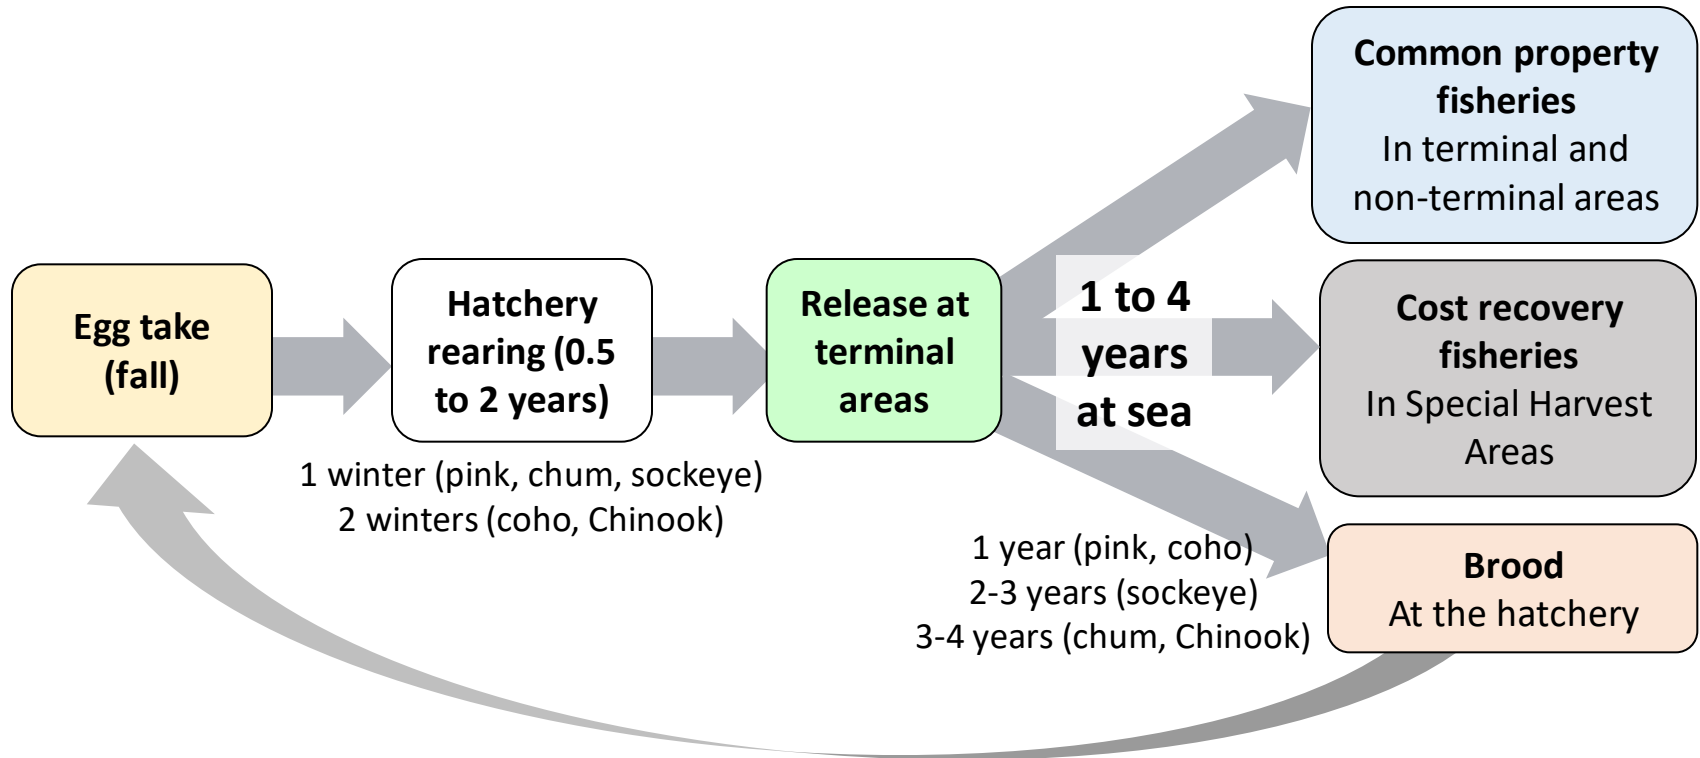 Egg take
(fall)
Hatchery
rearing (0.5
to 2 years)
1 winter (pink, chum, sockeye)
2 winters (coho, Chinook)
Release at
terminal
areas
1 to 4
years
at sea
1 year (pink, coho)
2-3 years (sockeye)
3-4 years (chum, Chinook)
Common property
fisheries
In terminal and
non-terminal areas
Cost recovery
fisheries
In Special Harvest
Areas
Brood
At the hatchery